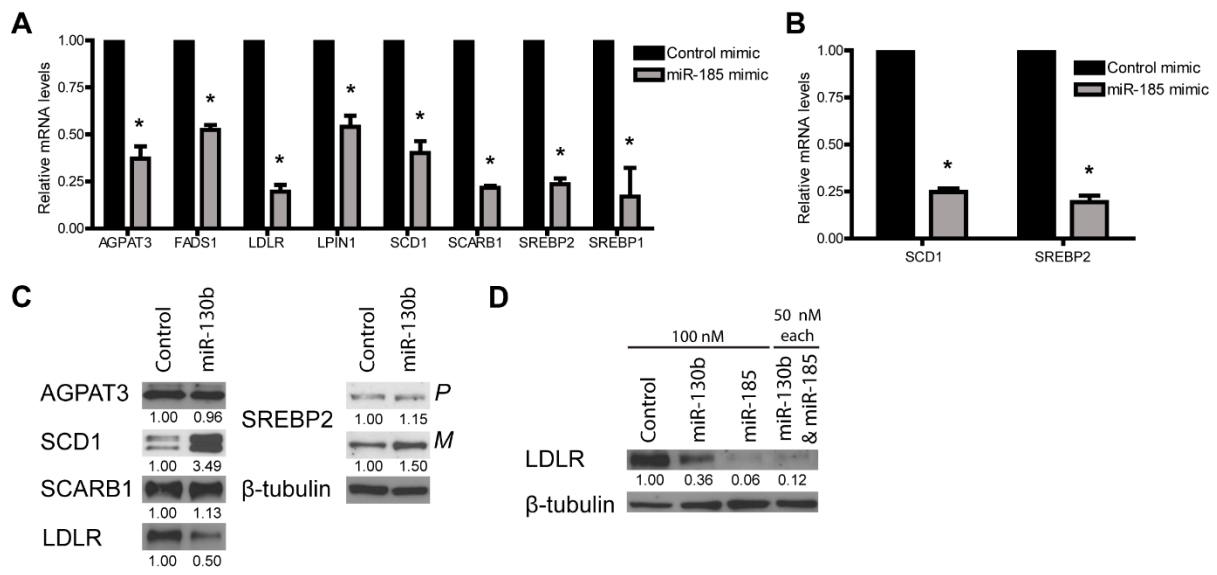 A
Relative mRNA levels
1.00
0.75
0.50
0.25
0.00
* * * * * * * *
AGPAT3 FADS1 LDLR LPIN1 SCD1 SCARB1 SREBP2 SREBP1
Control mimic
miR-185 mimic
B
Relative mRNA levels
1.00
0.75
0.50
0.25
0.00
* *
SCD1 SREBP2
Control mimic
miR-185 mimic
C
Control miR-130b
AGPAT3
1.00 0.96
SCD1
1.00 3.49
SCARB1
1.00 1.13
LDLR
1.00 0.50
Control miR-130b
SREBP2
P
1.00 1.15
M
1.00 1.50
β-tubulin
D
100 nM
50 nM
each
Control
miR-130b
miR-185
miR-130b
& miR-185
LDLR
1.00 0.36 0.06 0.12
β-tubulin